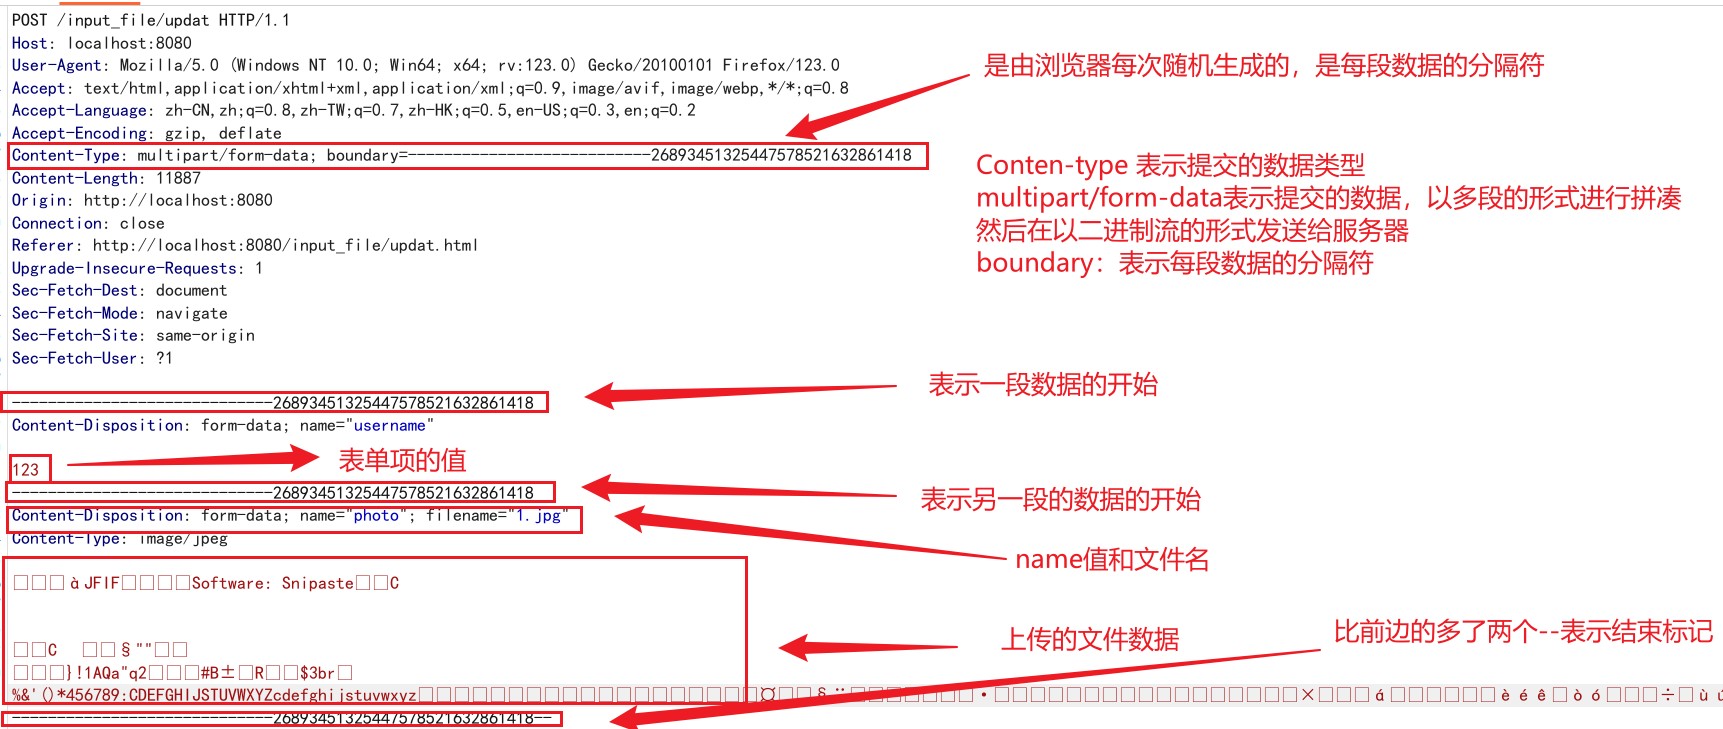 POST /input_file/updat HTTP/1.1
Host: localhost:8080
User-Agent: Mozilla/5.0 (Windows NT 10.0; Win64; x64; rv:123.0) Gecko/20100101 Firefox/123.0
是由浏览器每次随机生成的，是每段数据的分隔符
Accept: text/html,application/xhtml+xml,application/xml;q=0.9,image/avif,image/webp,*/*;q=0.8
Accept-Language: zh-CN,zh;q=0.8,zh-TW;q=0.7,zh-HK;q=0.5,en-US;q=0.3,en;q=0.2
Accept-Encoding: gzip, deflate
Content-Type: multipart/form-data; boundary=---------------------------268934513254475785216328​61418
Conten-type 表示提交的数据类型
Content-Length: 11887
multipart/form-data表示提交的数据，以多段的形式进行拼凑
Origin: http://localhost:8080
Connection: close
然后在以二进制流的形式发送给服务器
Referer: http://localhost:8080/input_file/updat.html
boundary：表示每段数据的分隔符
Upgrade-Insecure-Requests: 1
Sec-Fetch-Dest: document
Sec-Fetch-Mode: navigate
Sec-Fetch-Site: same-origin
Sec-Fetch-User: ?1
表示一段数据的开始
-----------------------------26893451325447578521632861418
Content-Disposition: form-data; name="username"
123
表单项的值
-----------------------------26893451325447578521632861418
表示另一段的数据的开始
Content-Disposition: form-data; name="photo"; filename="1.jpg"
Content-Type: image/jpeg
name值和文件名
àJFIFSoftware: SnipasteC
上传的文件数据
比前边的多了两个--表示结束标记
C §""
}!1AQa"q2#B±R$3br
%&'()*456789:CDEFGHIJSTUVWXYZcdefghijstuvwxyz¤§¨•×áèéêòó÷ù
-----------------------------26893451325447578521632861418--